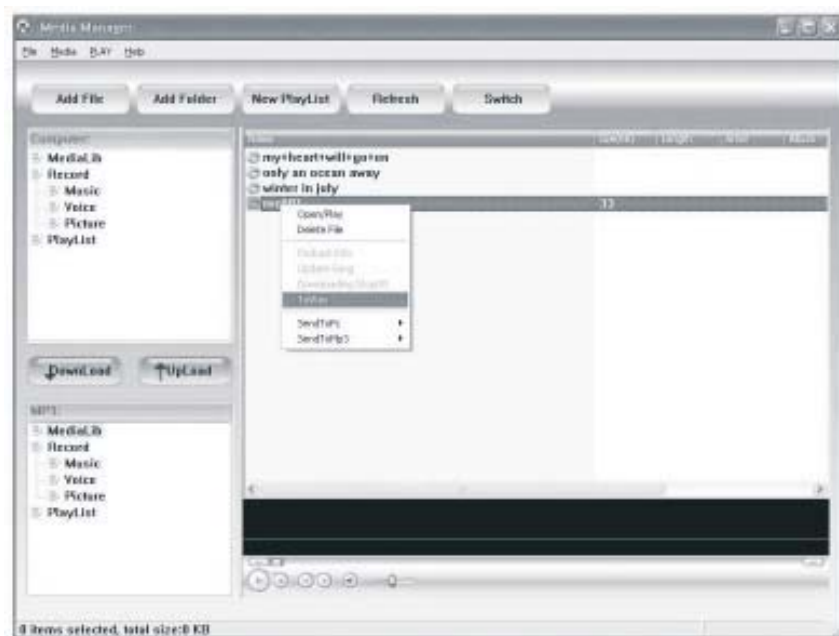 Media Manager
File Media PLAY Help
Add File Add Folder New PlayList Refresh Switch
Computer:
MediaLib
Record
Music
Voice
Picture
PlayList
DownLoad UpLoad
MP3:
MediaLib
Record
Music
Voice
Picture
PlayList
my+heart+will+go+on
only an ocean away
winter in july
33
Open/Play
Delete File
ToWav
SendToPc
SendToMp3
0 items selected, total size:0 KB